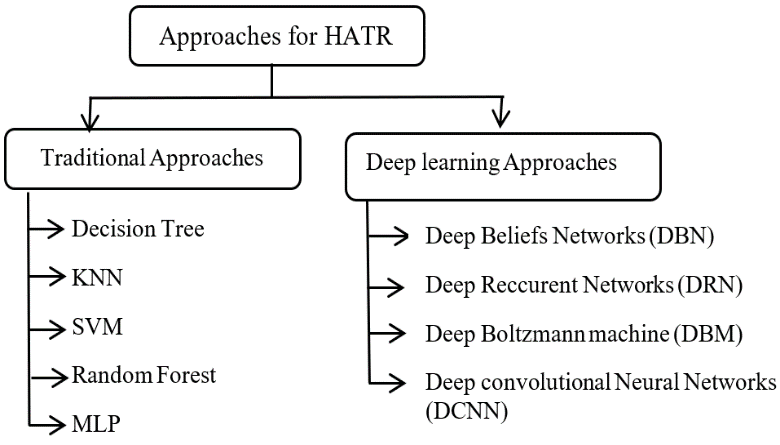 Approaches for HATR
Traditional Approaches
Decision Tree
KNN
SVM
Random Forest
MLP
Deep learning Approaches
Deep Beliefs Networks (DBN)
Deep Reccurent Networks (DRN)
Deep Boltzmann machine (DBM)
Deep convolutional Neural Networks
(DCNN)